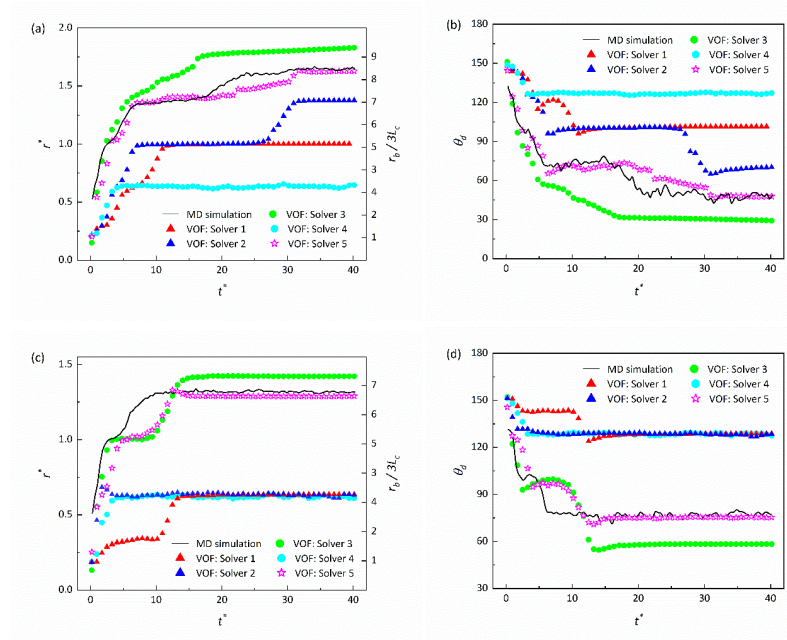 (a)
2.0
1.5
1.0
0.5
0.0
r*
9
8
7
6
5
4
3
2
1
r_b / 3L_c
MD simulation
VOF: Solver 3
VOF: Solver 1
VOF: Solver 4
VOF: Solver 2
VOF: Solver 5
0 10 20 30 40
t*
(b)
180
150
120
90
60
30
0
θ_d
MD simulation
VOF: Solver 3
VOF: Solver 1
VOF: Solver 4
VOF: Solver 2
VOF: Solver 5
0 10 20 30 40
t*
(c)
1.5
1.0
0.5
0.0
r*
7
6
5
3
4
2
1
r_b / 3L_c
MD simulation
VOF: Solver 3
VOF: Solver 1
VOF: Solver 4
VOF: Solver 2
VOF: Solver 5
0 10 20 30 40
t*
(d)
180
150
120
90
60
30
θ_d
MD simulation
VOF: Solver 3
VOF: Solver 1
VOF: Solver 4
VOF: Solver 2
VOF: Solver 5
0 10 20 30 40
t*